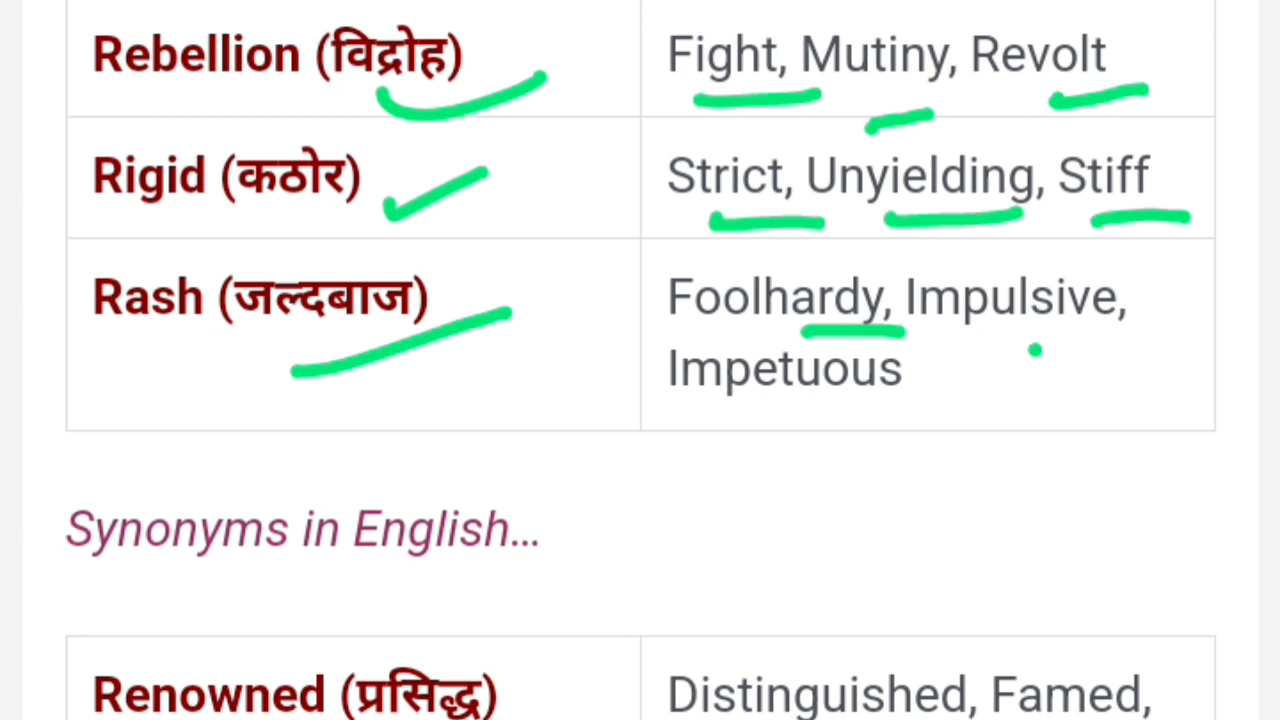 Rebellion (विद्रोह) Fight, Mutiny, Revolt
Rigid (कठोर) Strict, Unyielding, Stiff
Rash (जल्दबाज) Foolhardy, Impulsive,
Impetuous
Synonyms in English...
Renowned (प्रसिद्ध) Distinguished, Famed,